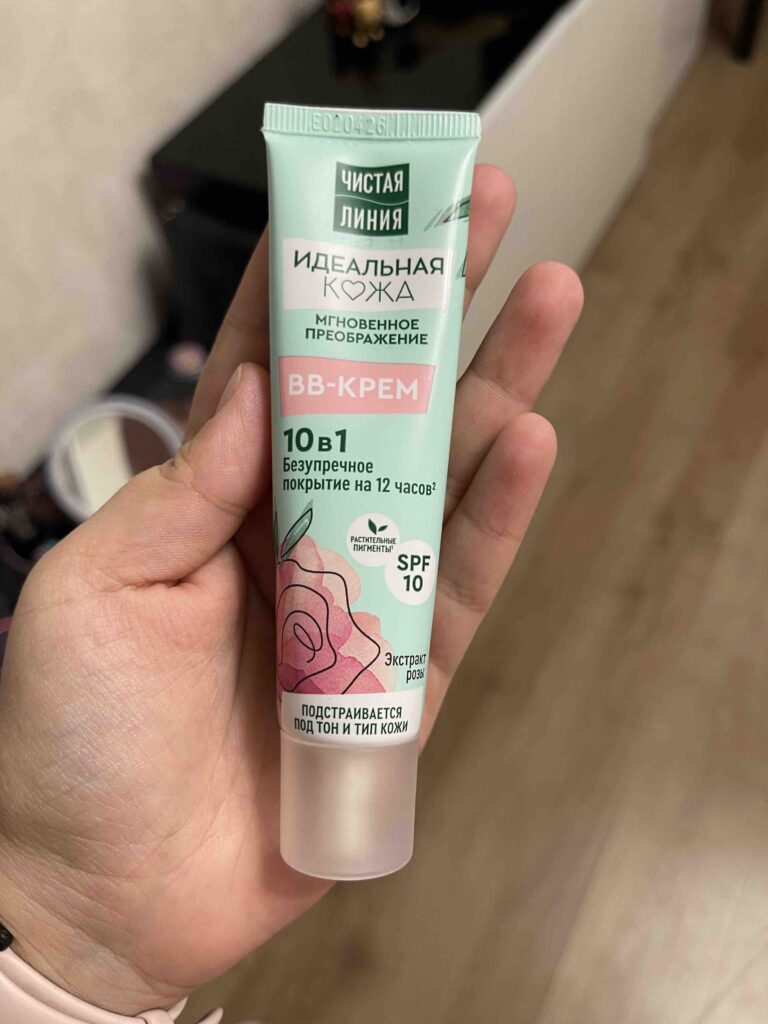 E020426
ЧИСТАЯ
ЛИНИЯ
ИДЕАЛЬНАЯ
КОЖА
МГНОВЕННОЕ
ПРЕОБРАЖЕНИЕ
BB-КРЕМ
10 в 1
Безупречное
покрытие на 12 часов²
РАСТИТЕЛЬНЫЕ
ПИГМЕНТЫ¹
SPF
10
Экстракт
розы
ПОДСТРАИВАЕТСЯ
ПОД ТОН И ТИП КОЖИ